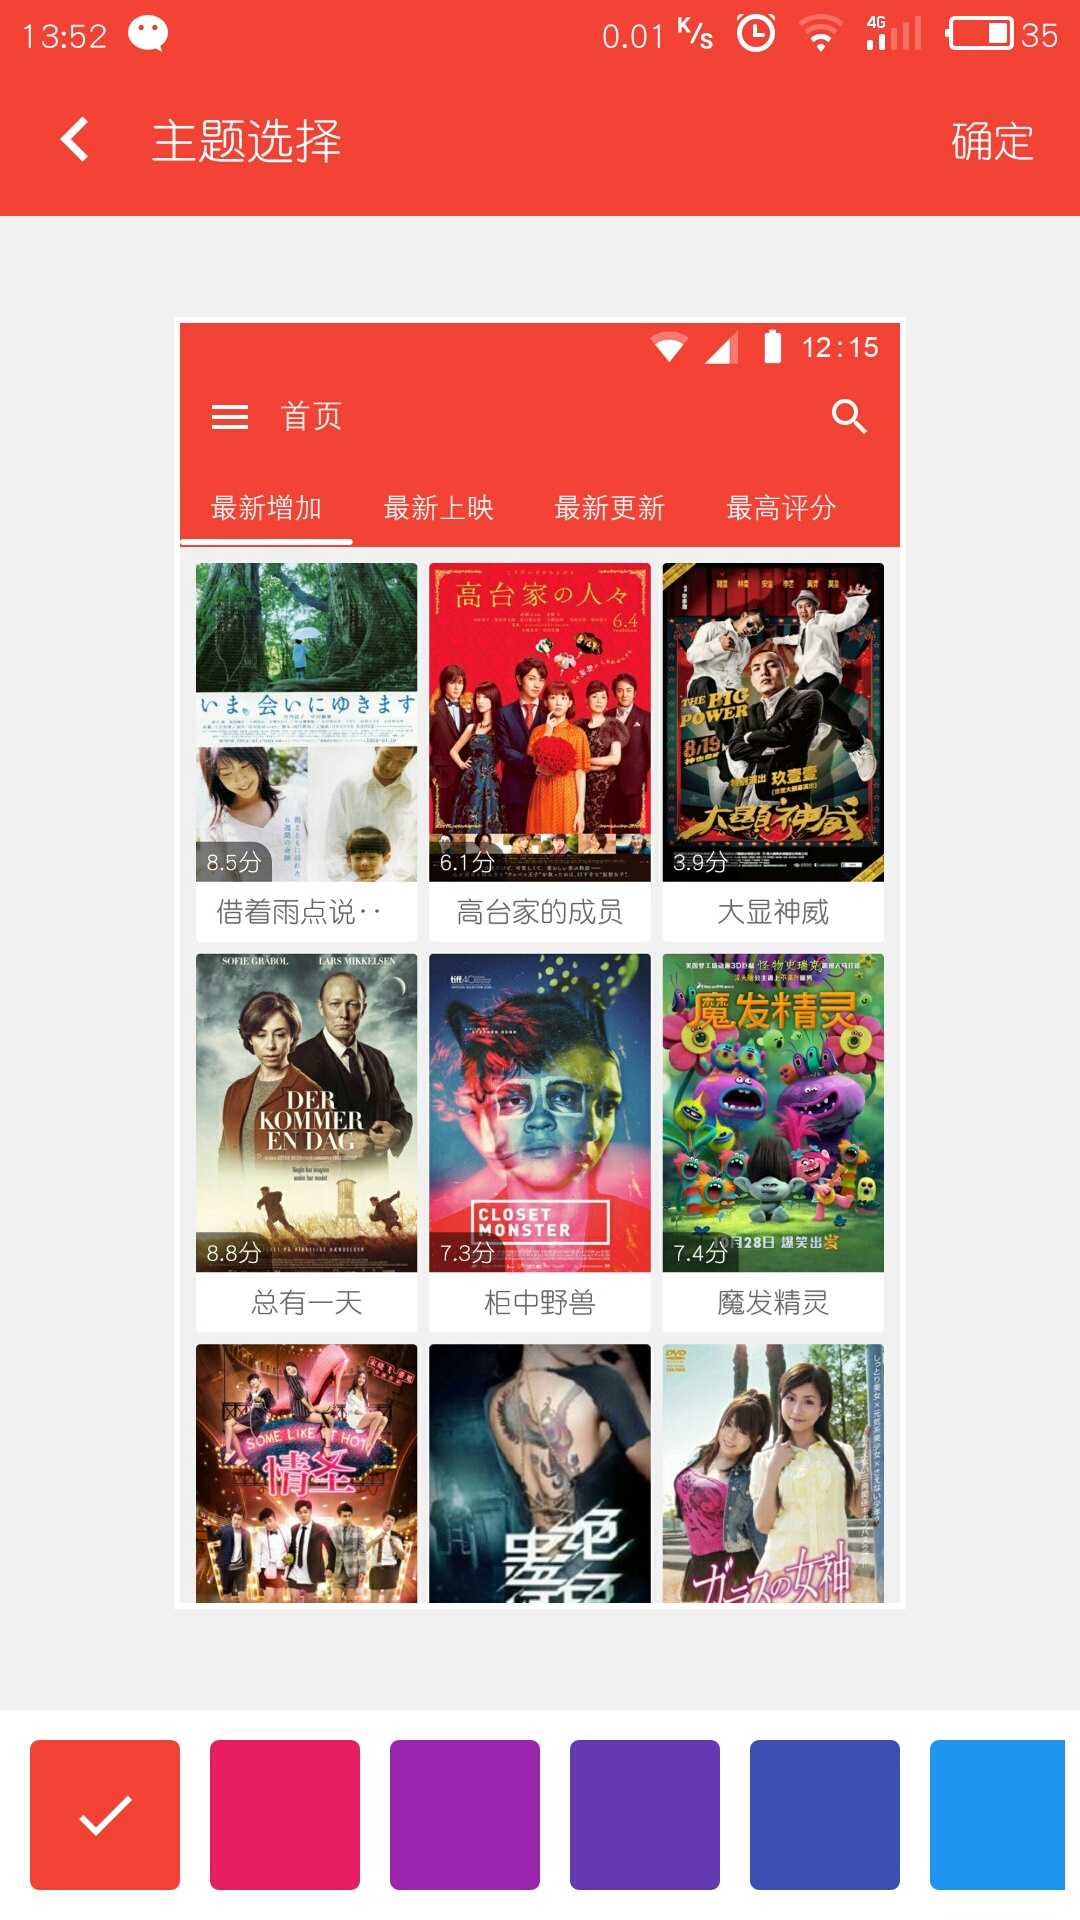 13:52
0.01 K/s
4G
35
主题选择
确定
12:15
首页
最新增加
最新上映
最新更新
最高评分
いま、会いにゆきます
8.5分
借着雨点说··
高台家の人々
6.4
6.1分
高台家的成员
THE BIG
POWER
8/19
玖壹壹
大顯神威
3.9分
大显神威
SOFIE GRÅBØL
LARS MIKKELSEN
DER
KOMMER
EN DAG
8.8分
总有一天
tiff.40
CLOSET
MONSTER
7.3分
柜中野兽
魔发精灵
10月28日 爆笑出发
7.4分
魔发精灵
SOME LIKE IT HOT
情圣
DVD
ガラスの女神